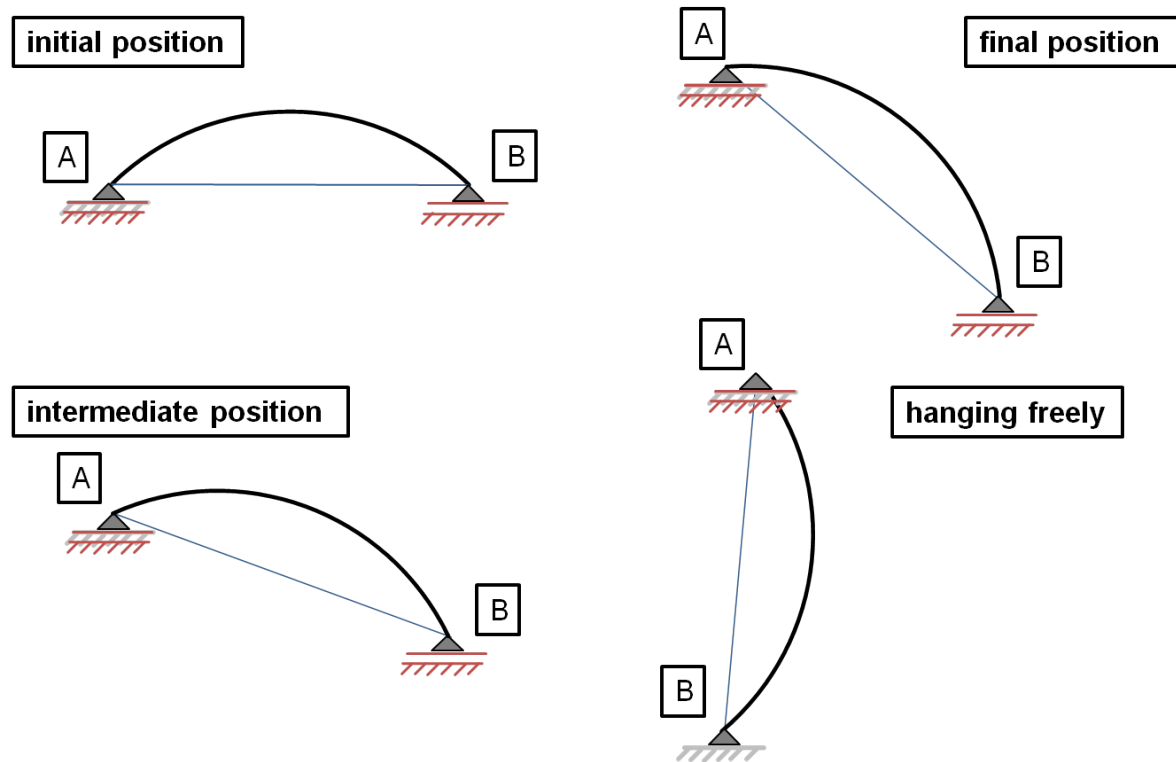 initial position
A
B
A
final position
B
intermediate position
A
B
A
hanging freely
B